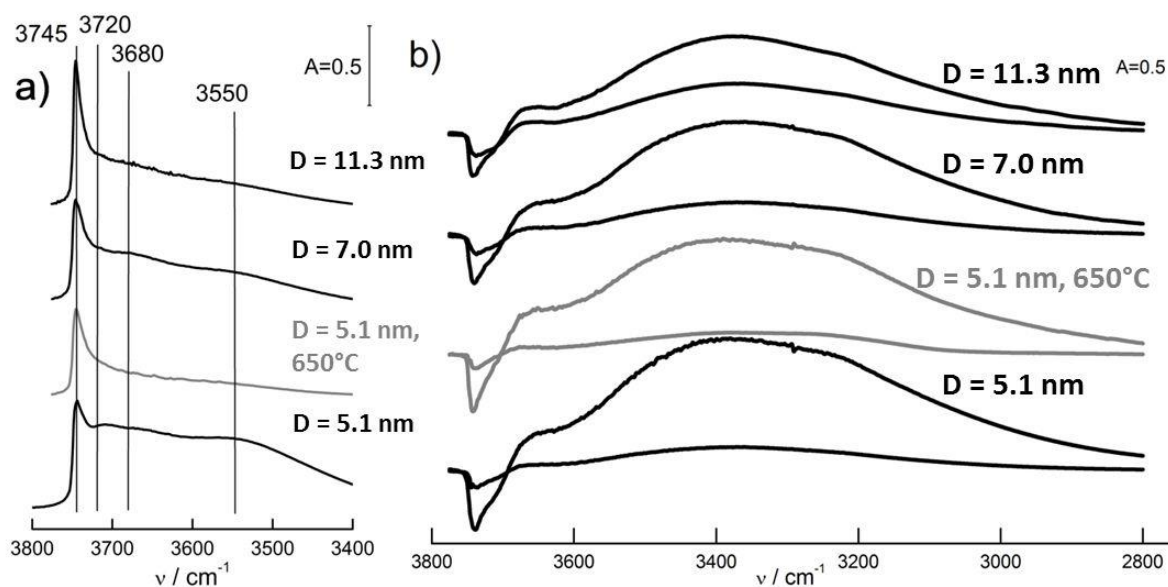 3745
3720
3680
3550
A=0.5
a)
D = 11.3 nm
D = 7.0 nm
D = 5.1 nm,
650°C
D = 5.1 nm
3800 3700 3600 3500 3400
ν / cm⁻¹
b)
D = 11.3 nm
A=0.5
D = 7.0 nm
D = 5.1 nm, 650°C
D = 5.1 nm
3800 3600 3400 3200 3000 2800
ν / cm⁻¹